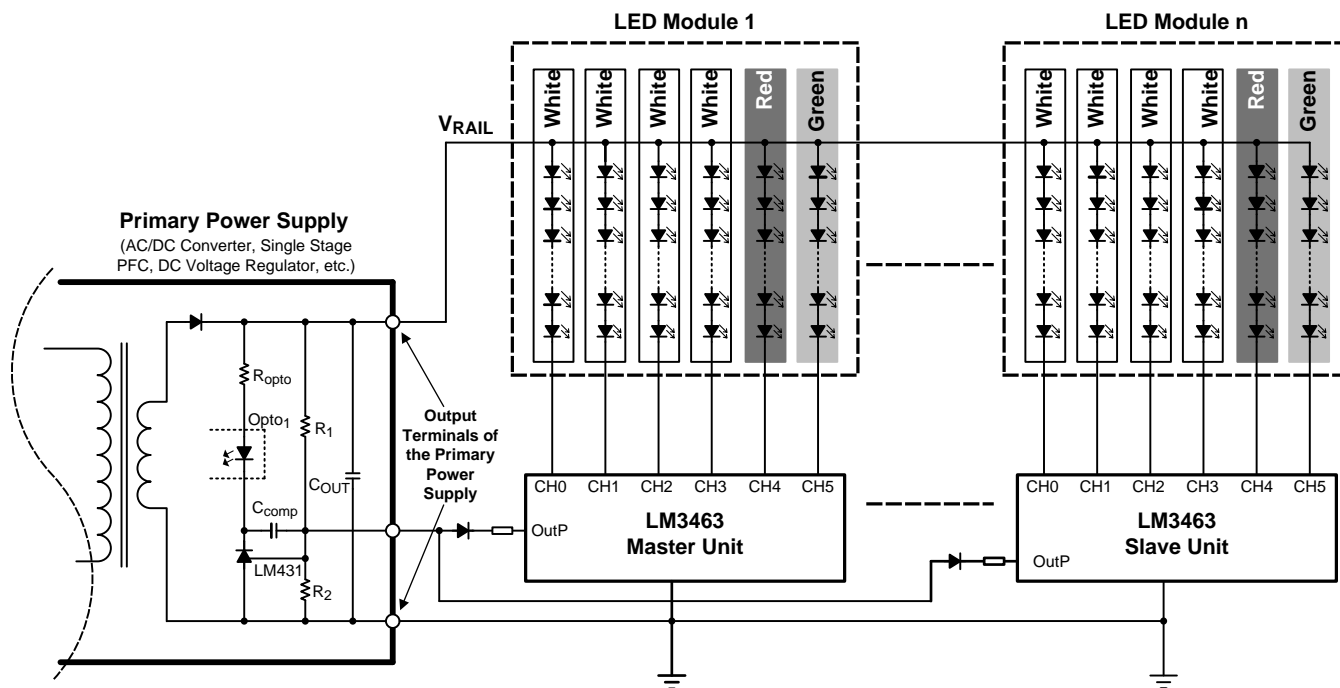 LED Module 1
LED Module n
White
White
White
White
Red
Green
White
White
White
White
Red
Green
VRAIL
Primary Power Supply
(AC/DC Converter, Single Stage
PFC, DC Voltage Regulator, etc.)
Ropto
Opto1
R1
COUT
Ccomp
LM431
R2
Output
Terminals of
the Primary
Power
Supply
CH0 CH1 CH2 CH3 CH4 CH5
LM3463
Master Unit
OutP
CH0 CH1 CH2 CH3 CH4 CH5
LM3463
Slave Unit
OutP